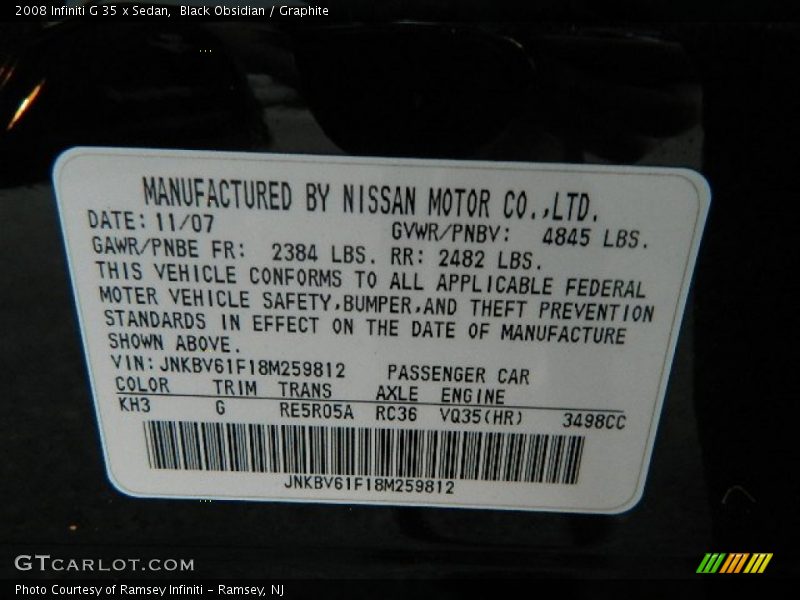 2008 Infiniti G 35 x Sedan,  Black Obsidian / Graphite
MANUFACTURED BY NISSAN MOTOR CO.,LTD.
DATE: 11/07 GVWR/PNBV: 4845 LBS.
GAWR/PNBE FR: 2384 LBS. RR: 2482 LBS.
THIS VEHICLE CONFORMS TO ALL APPLICABLE FEDERAL
MOTER VEHICLE SAFETY,BUMPER,AND THEFT PREVENTION
STANDARDS IN EFFECT ON THE DATE OF MANUFACTURE
SHOWN ABOVE.
VIN: JNKBV61F18M259812 PASSENGER CAR
COLOR TRIM TRANS AXLE ENGINE
KH3 G RE5R05A RC36 VQ35(HR) 3498CC
JNKBV61F18M259812
GTCARLOT.COM
Photo Courtesy of Ramsey Infiniti - Ramsey, NJ